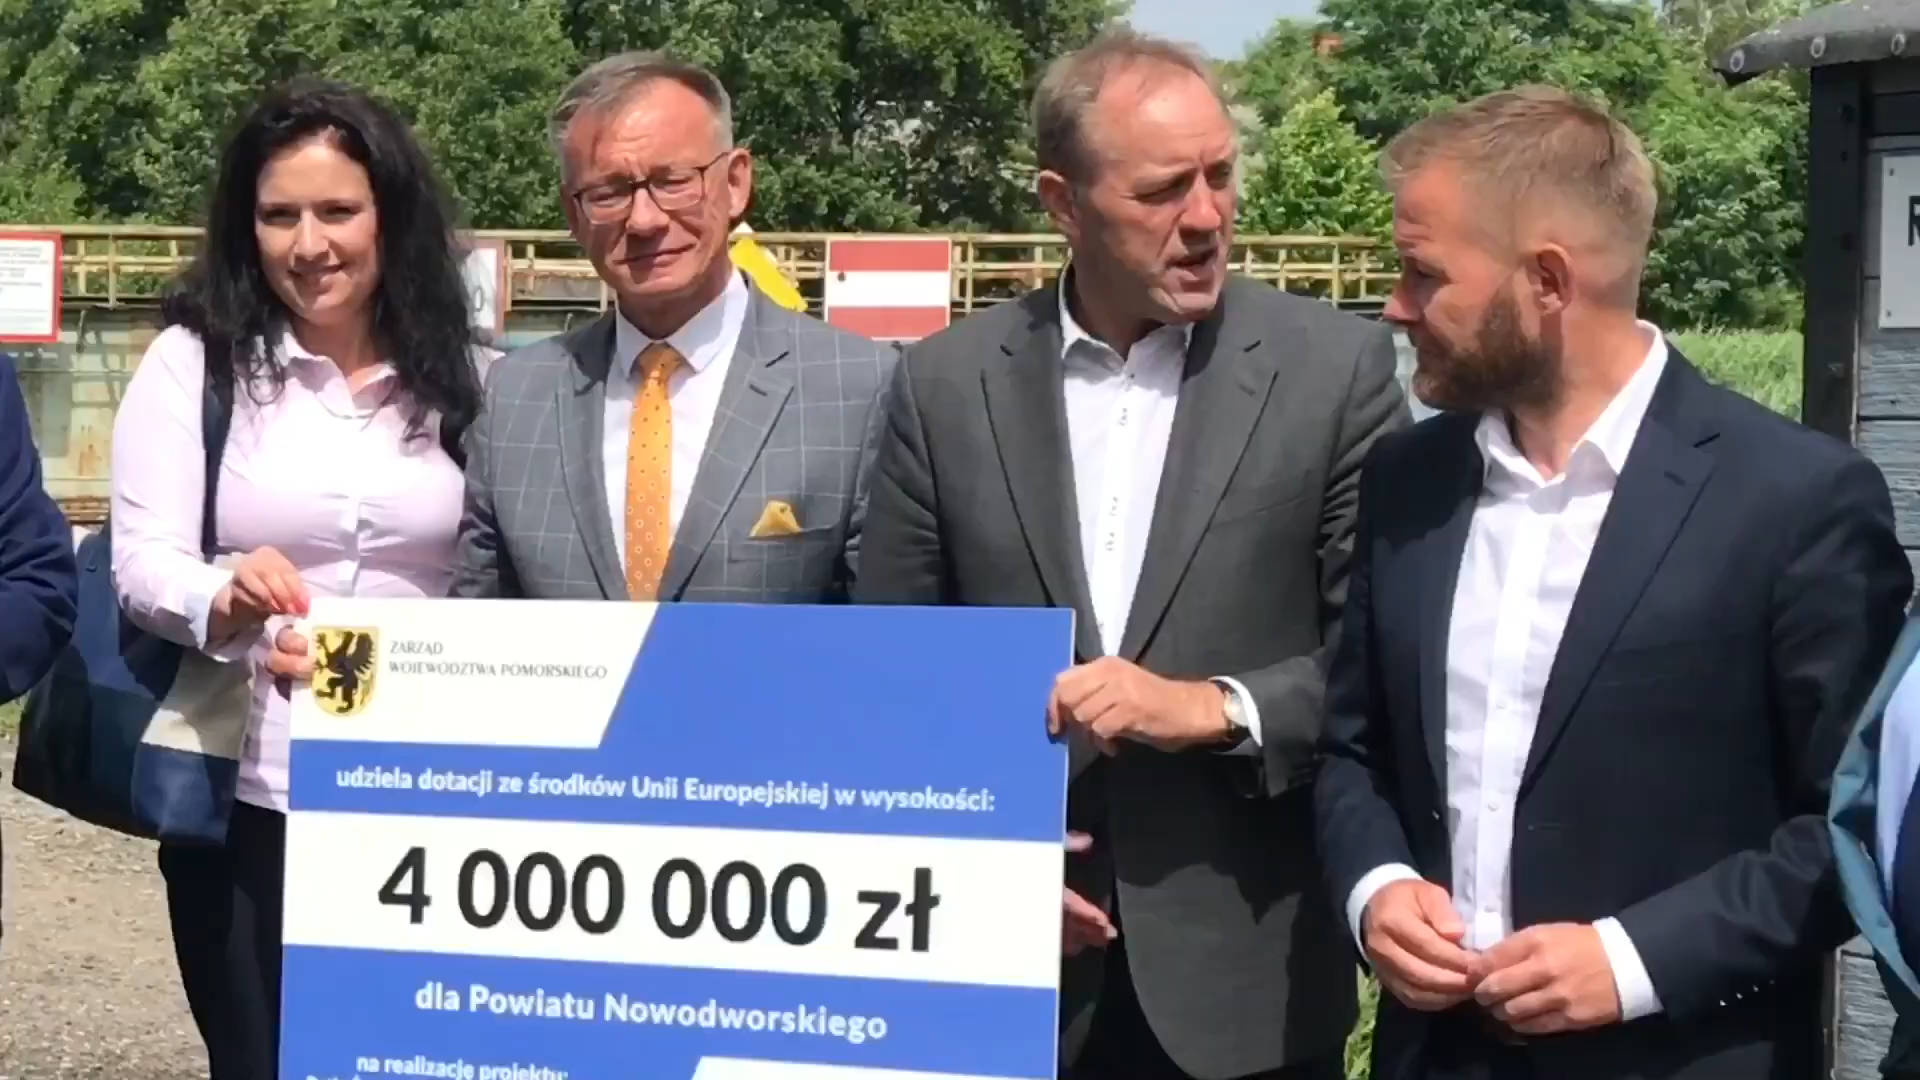 ZARZĄD
WOJEWÓDZTWA POMORSKIEGO
udziela dotacji ze środków Unii Europejskiej w wysokości:
4 000 000 zł
dla Powiatu Nowodworskiego
na realizację projektu: